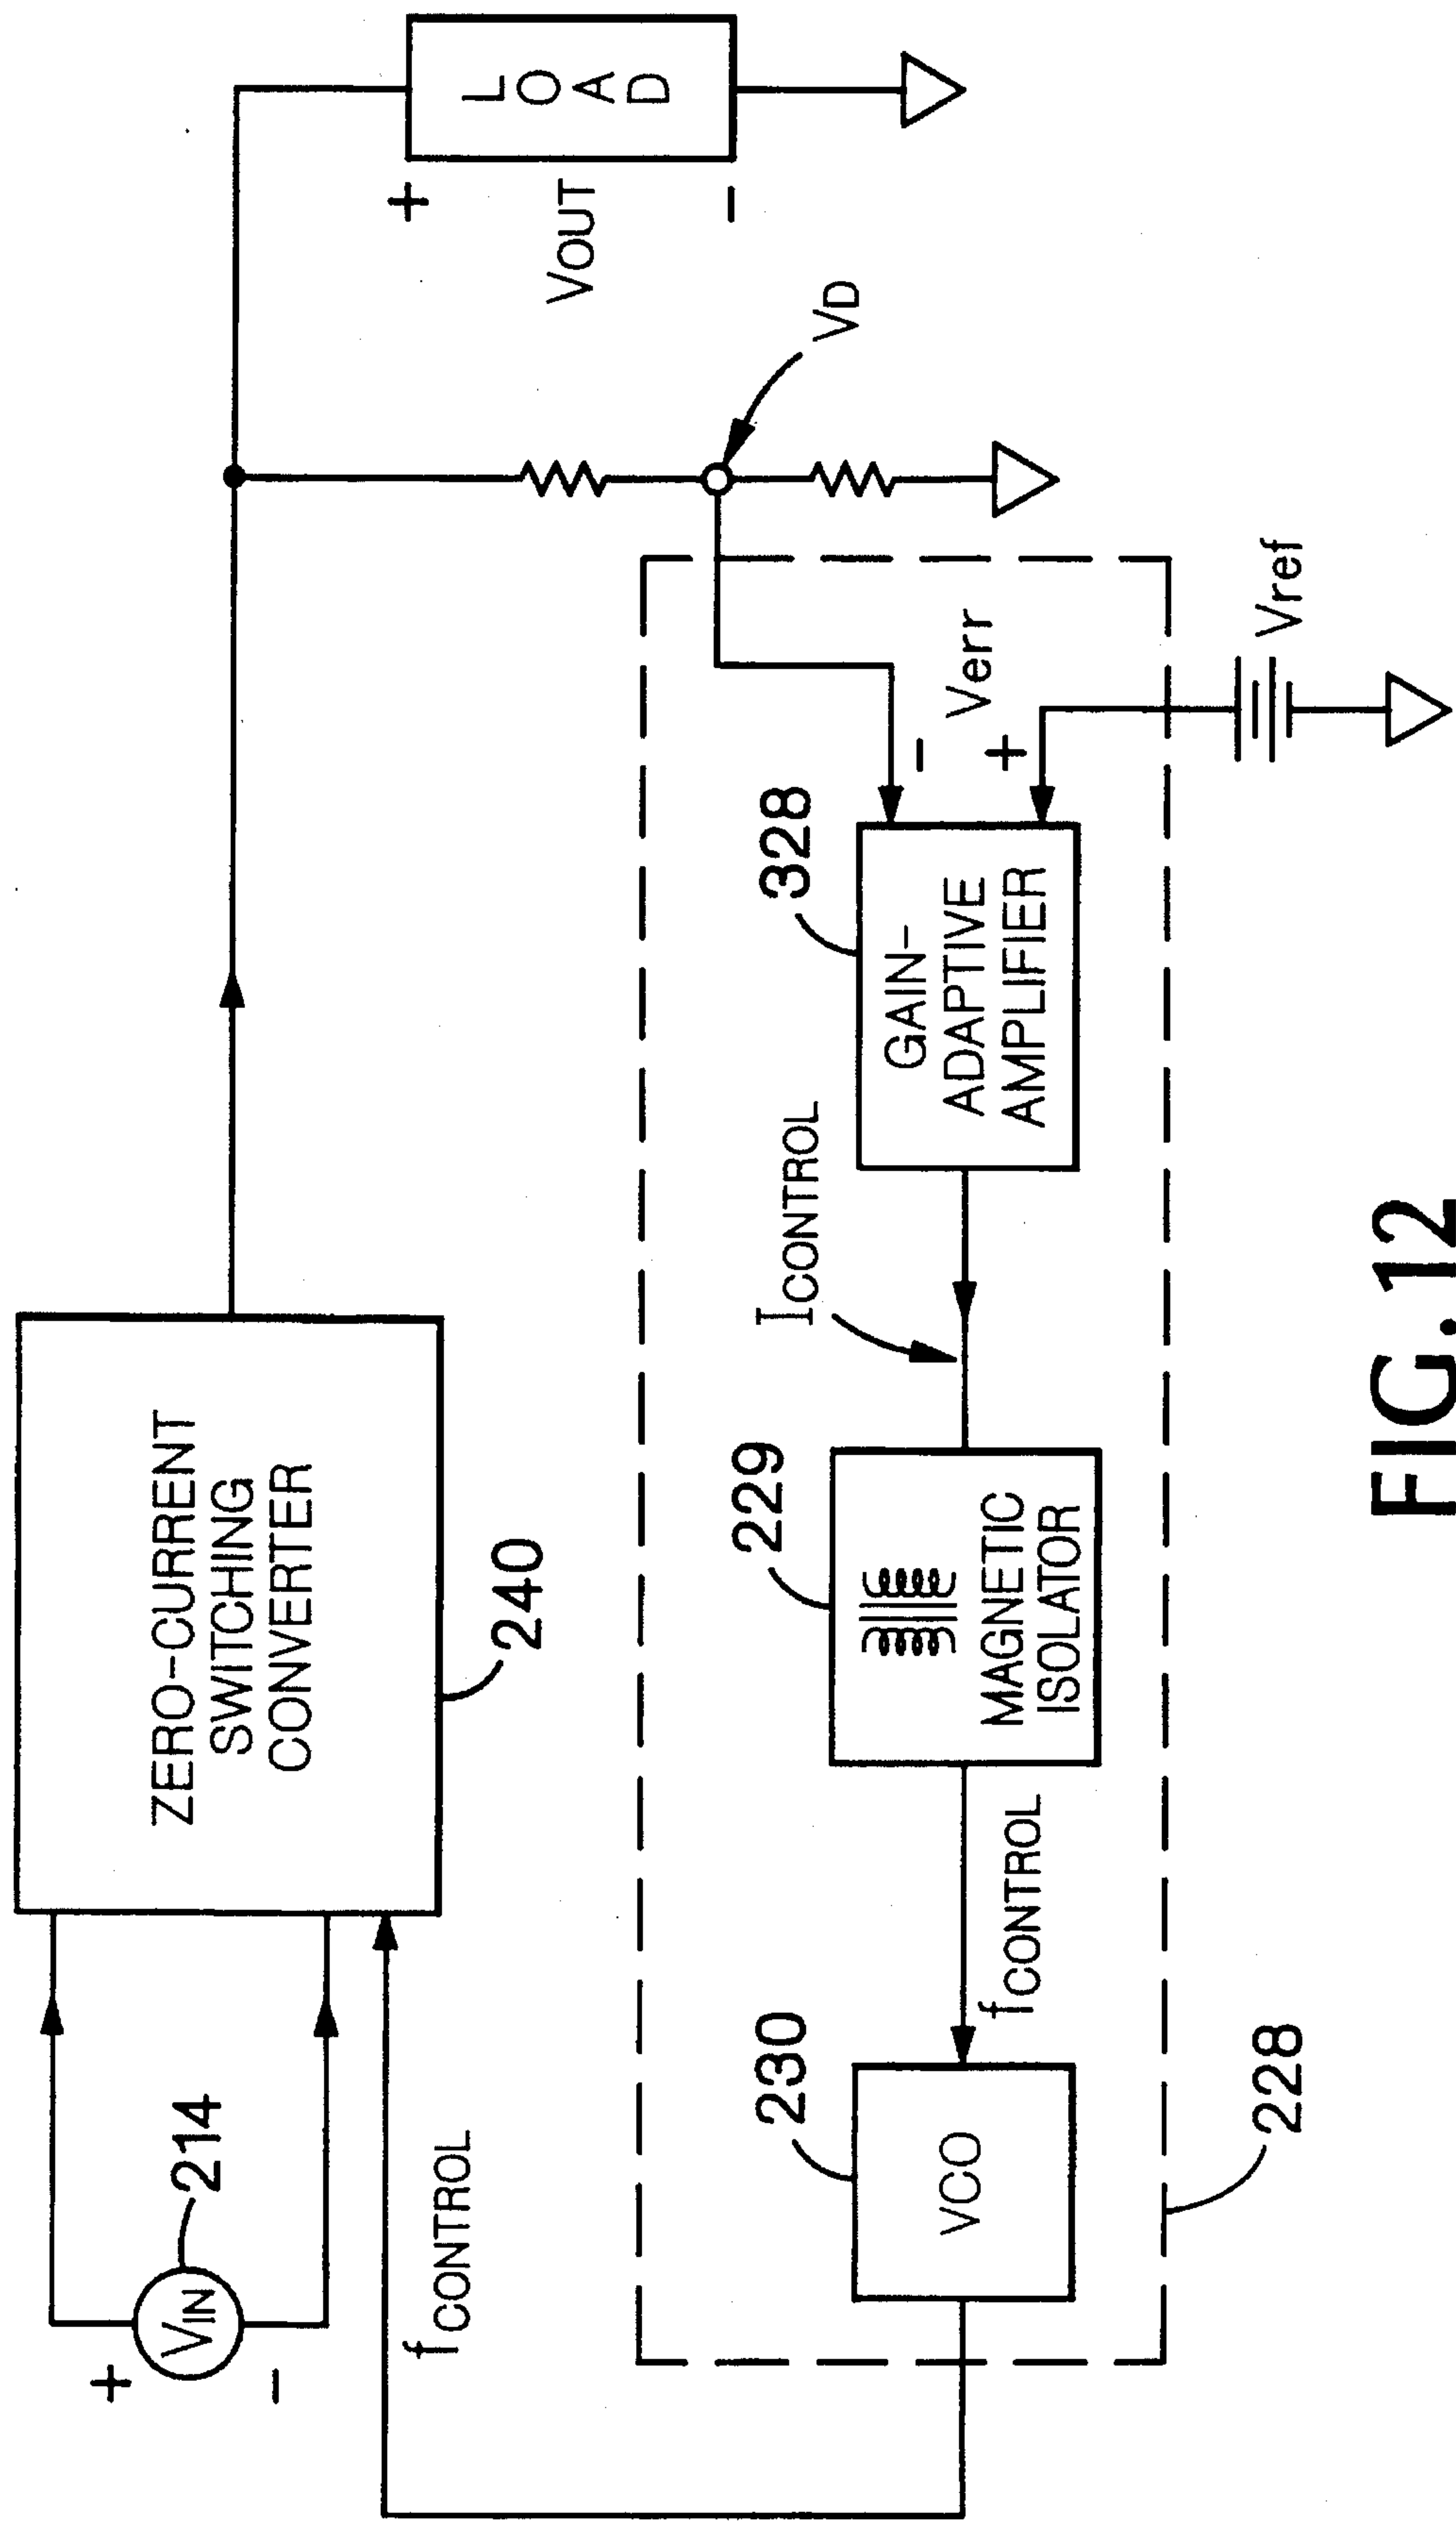 ZERO-CURRENT
SWITCHING
CONVERTER
240
+
VIN
-
214
fCONTROL
+
VOUT
-
LOAD
VD
328
GAIN-
ADAPTIVE
AMPLIFIER
-
Verr
+
Vref
ICONTROL
229
MAGNETIC
ISOLATOR
fCONTROL
230
VCO
228
FIG. 12